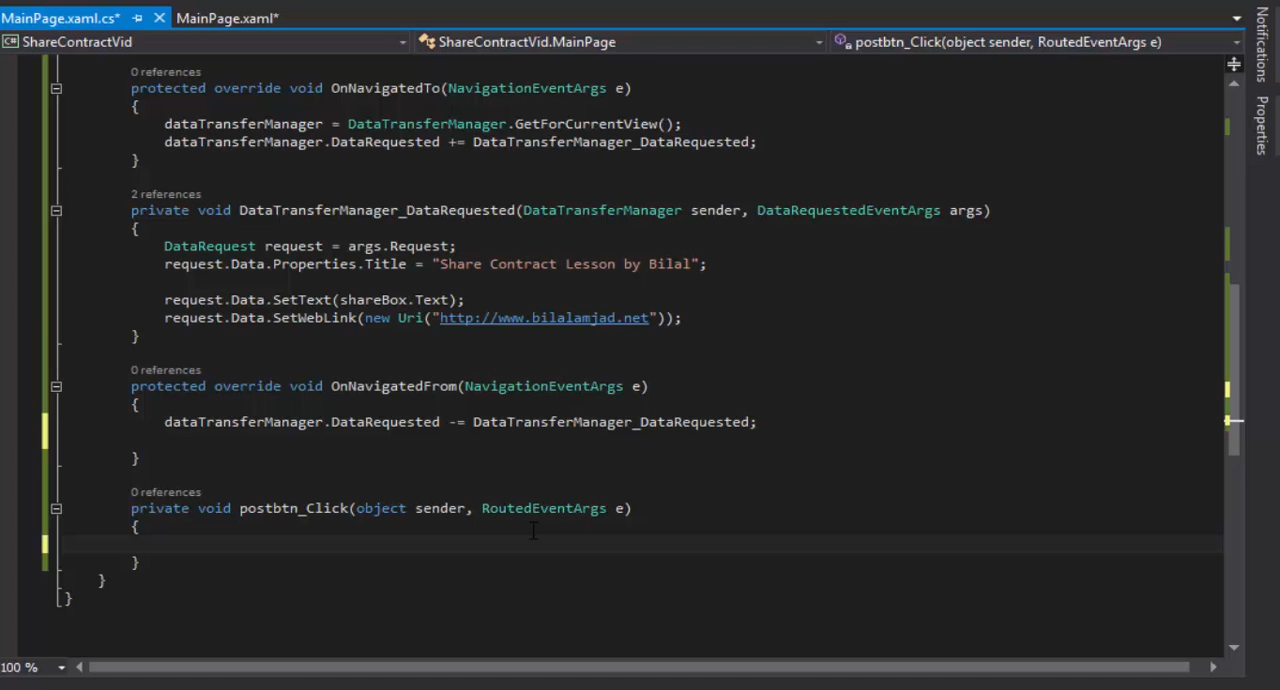 MainPage.xaml.cs* MainPage.xaml*
C# ShareContractVid ShareContractVid.MainPage postbtn_Click(object sender, RoutedEventArgs e)
Notifications
Properties
0 references
protected override void OnNavigatedTo(NavigationEventArgs e)
{
dataTransferManager = DataTransferManager.GetForCurrentView();
dataTransferManager.DataRequested += DataTransferManager_DataRequested;
}
2 references
private void DataTransferManager_DataRequested(DataTransferManager sender, DataRequestedEventArgs args)
{
DataRequest request = args.Request;
request.Data.Properties.Title = "Share Contract Lesson by Bilal";
request.Data.SetText(shareBox.Text);
request.Data.SetWebLink(new Uri("http://www.bilalamjad.net"));
}
0 references
protected override void OnNavigatedFrom(NavigationEventArgs e)
{
dataTransferManager.DataRequested -= DataTransferManager_DataRequested;
}
0 references
private void postbtn_Click(object sender, RoutedEventArgs e)
{
}
}
}
100 %